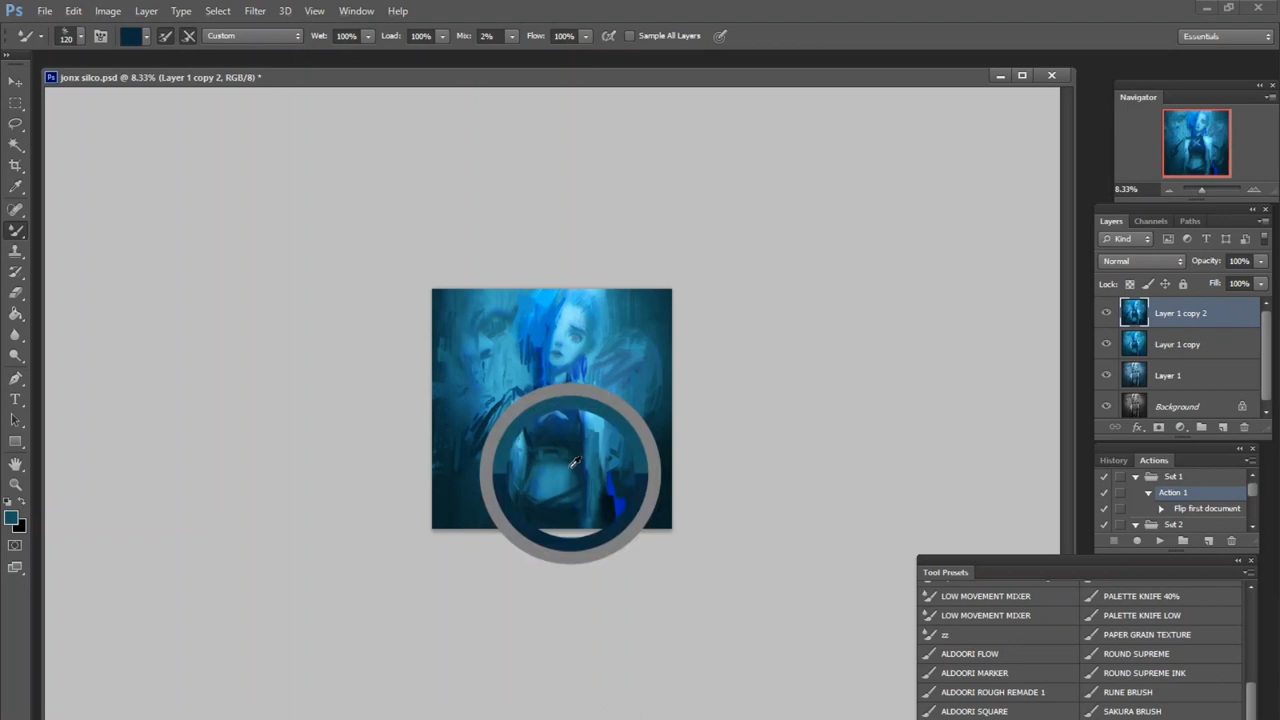 Ps File Edit Image Layer Type Select Filter 3D View Window Help
120 Custom Wet: 100% Load: 100% Mix: 2% Flow: 100% Sample All Layers Essentials
Ps jonx silco.psd @ 8.33% (Layer 1 copy 2, RGB/8) *
Navigator
8.33%
Layers Channels Paths
Kind
Normal Opacity: 100%
Lock: Fill: 100%
Layer 1 copy 2
Layer 1 copy
Layer 1
Background
History Actions
Set 1
Action 1
Flip first document
Set 2
Tool Presets
LOW MOVEMENT MIXER PALETTE KNIFE 40%
LOW MOVEMENT MIXER PALETTE KNIFE LOW
zz PAPER GRAIN TEXTURE
ALDOORI FLOW ROUND SUPREME
ALDOORI MARKER ROUND SUPREME INK
ALDOORI ROUGH REMADE 1 RUNE BRUSH
ALDOORI SQUARE SAKURA BRUSH